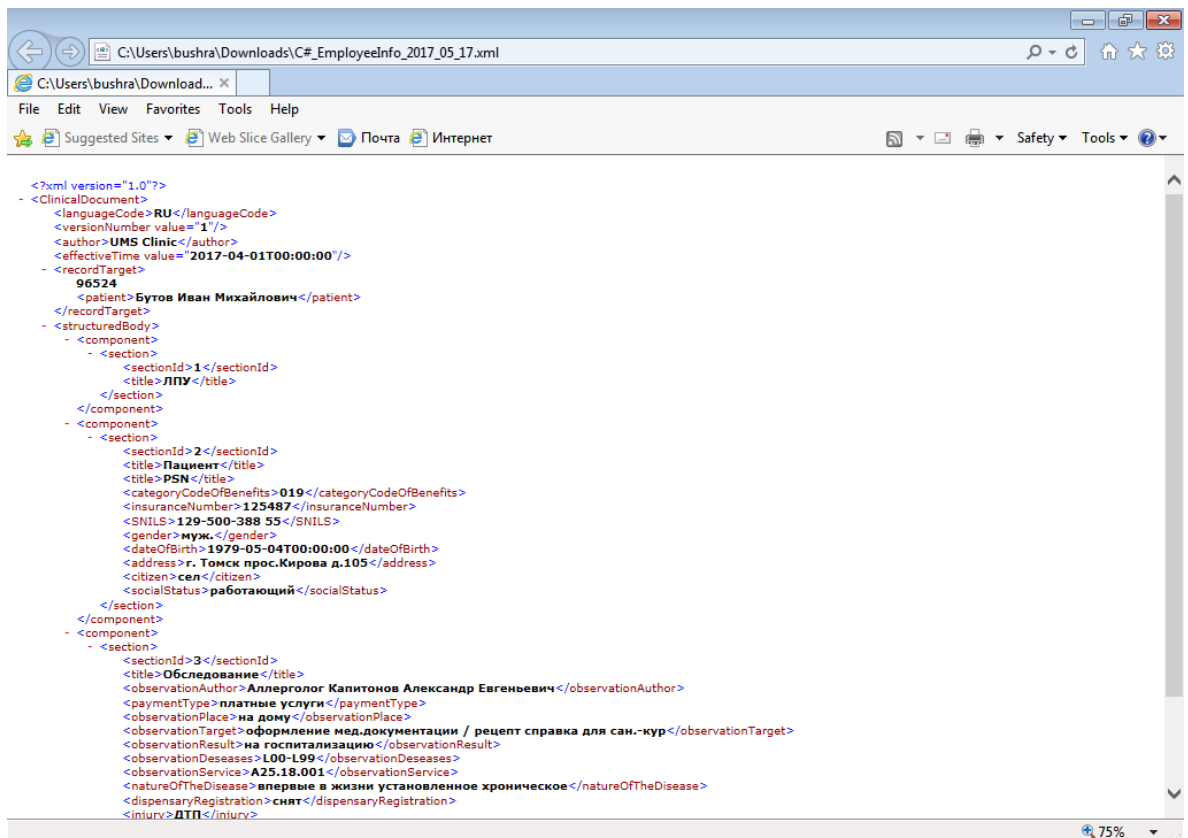 C:\Users\bushra\Downloads\C#_EmployeeInfo_2017_05_17.xml
C:\Users\bushra\Download...
File Edit View Favorites Tools Help
Suggested Sites Web Slice Gallery Почта Интернет Safety Tools
<?xml version="1.0"?>
- <ClinicalDocument>
<languageCode>RU</languageCode>
<versionNumber value="1"/>
<author>UMS Clinic</author>
<effectiveTime value="2017-04-01T00:00:00"/>
- <recordTarget>
96524
<patient>Бутов Иван Михайлович</patient>
</recordTarget>
- <structuredBody>
- <component>
- <section>
<sectionId>1</sectionId>
<title>ЛПУ</title>
</section>
</component>
- <component>
- <section>
<sectionId>2</sectionId>
<title>Пациент</title>
<title>PSN</title>
<categoryCodeOfBenefits>019</categoryCodeOfBenefits>
<insuranceNumber>125487</insuranceNumber>
<SNILS>129-500-388 55</SNILS>
<gender>муж.</gender>
<dateOfBirth>1979-05-04T00:00:00</dateOfBirth>
<address>г. Томск прос.Кирова д.105</address>
<citizen>сел</citizen>
<socialStatus>работающий</socialStatus>
</section>
</component>
- <component>
- <section>
<sectionId>3</sectionId>
<title>Обследование</title>
<observationAuthor>Аллерголог Капитонов Александр Евгеньевич</observationAuthor>
<paymentType>платные услуги</paymentType>
<observationPlace>на дому</observationPlace>
<observationTarget>оформление мед.документации / рецепт справка для сан.-кур</observationTarget>
<observationResult>на госпитализацию</observationResult>
<observationDeseases>L00-L99</observationDeseases>
<observationService>A25.18.001</observationService>
<natureOfTheDisease>впервые в жизни установленное хроническое</natureOfTheDisease>
<dispensaryRegistration>снят</dispensaryRegistration>
<injury>ДТП</injury>
75%